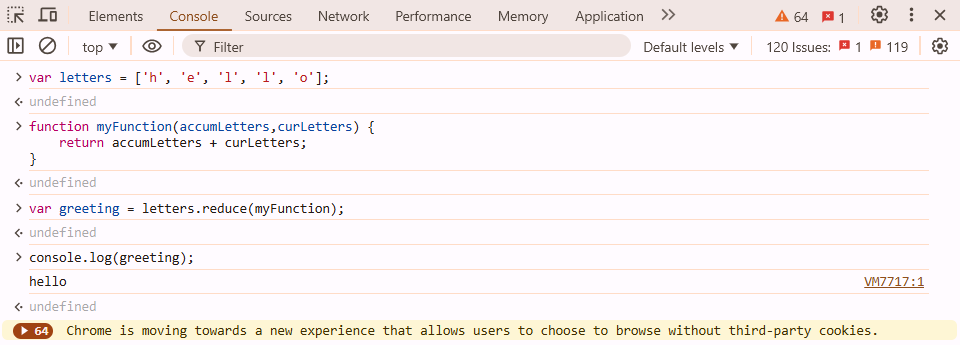 Elements Console Sources Network Performance Memory Application 64 1
top Filter Default levels 120 Issues: 1 119
var letters = ['h', 'e', 'l', 'l', 'o'];
undefined
function myFunction(accumLetters,curLetters) {
    return accumLetters + curLetters;
}
undefined
var greeting = letters.reduce(myFunction);
undefined
console.log(greeting);
hello VM7717:1
undefined
64 Chrome is moving towards a new experience that allows users to choose to browse without third-party cookies.